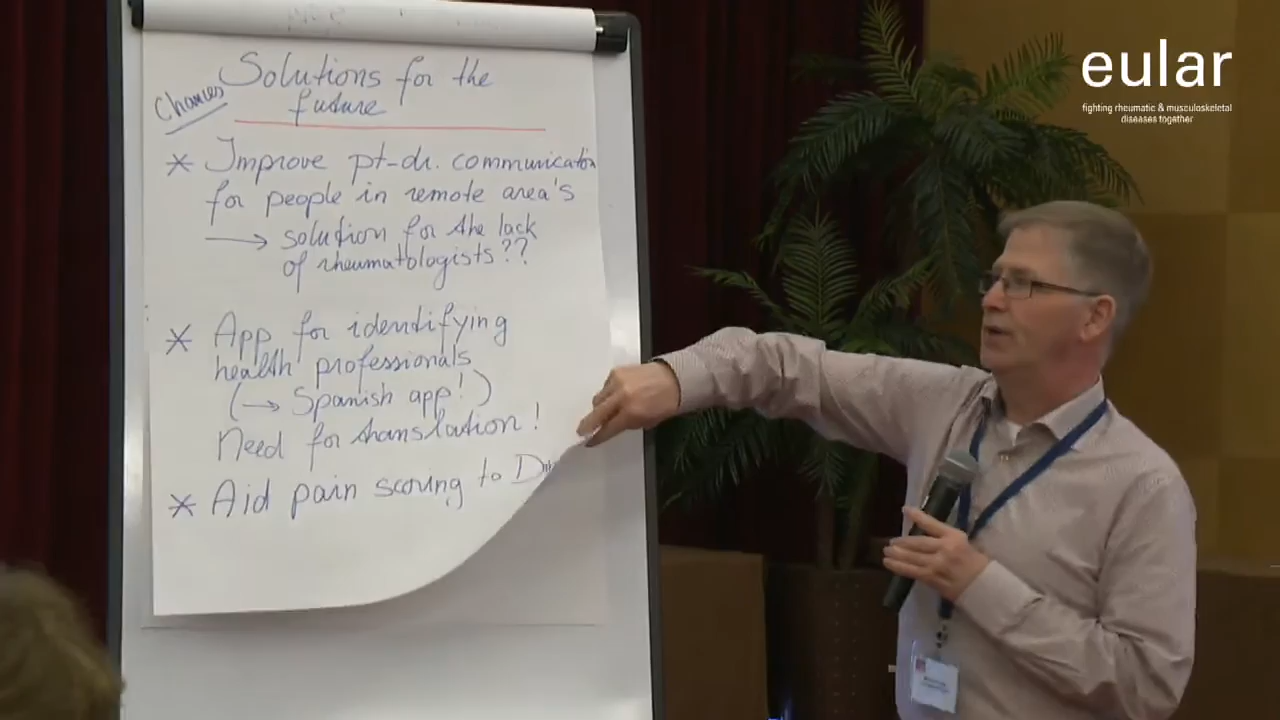 Solutions for the
Chances
future
* Improve pt-dr. communication
for people in remote area's
→ solution for the lack
of rheumatologists??
* App for identifying
health professionals
(→ Spanish app!)
Need for translation!
* Aid pain scoring to
eular
fighting rheumatic & musculoskeletal
diseases together